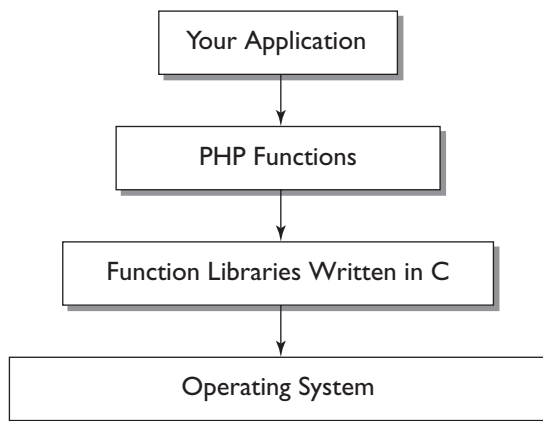 Your Application
PHP Functions
Function Libraries Written in C
Operating System